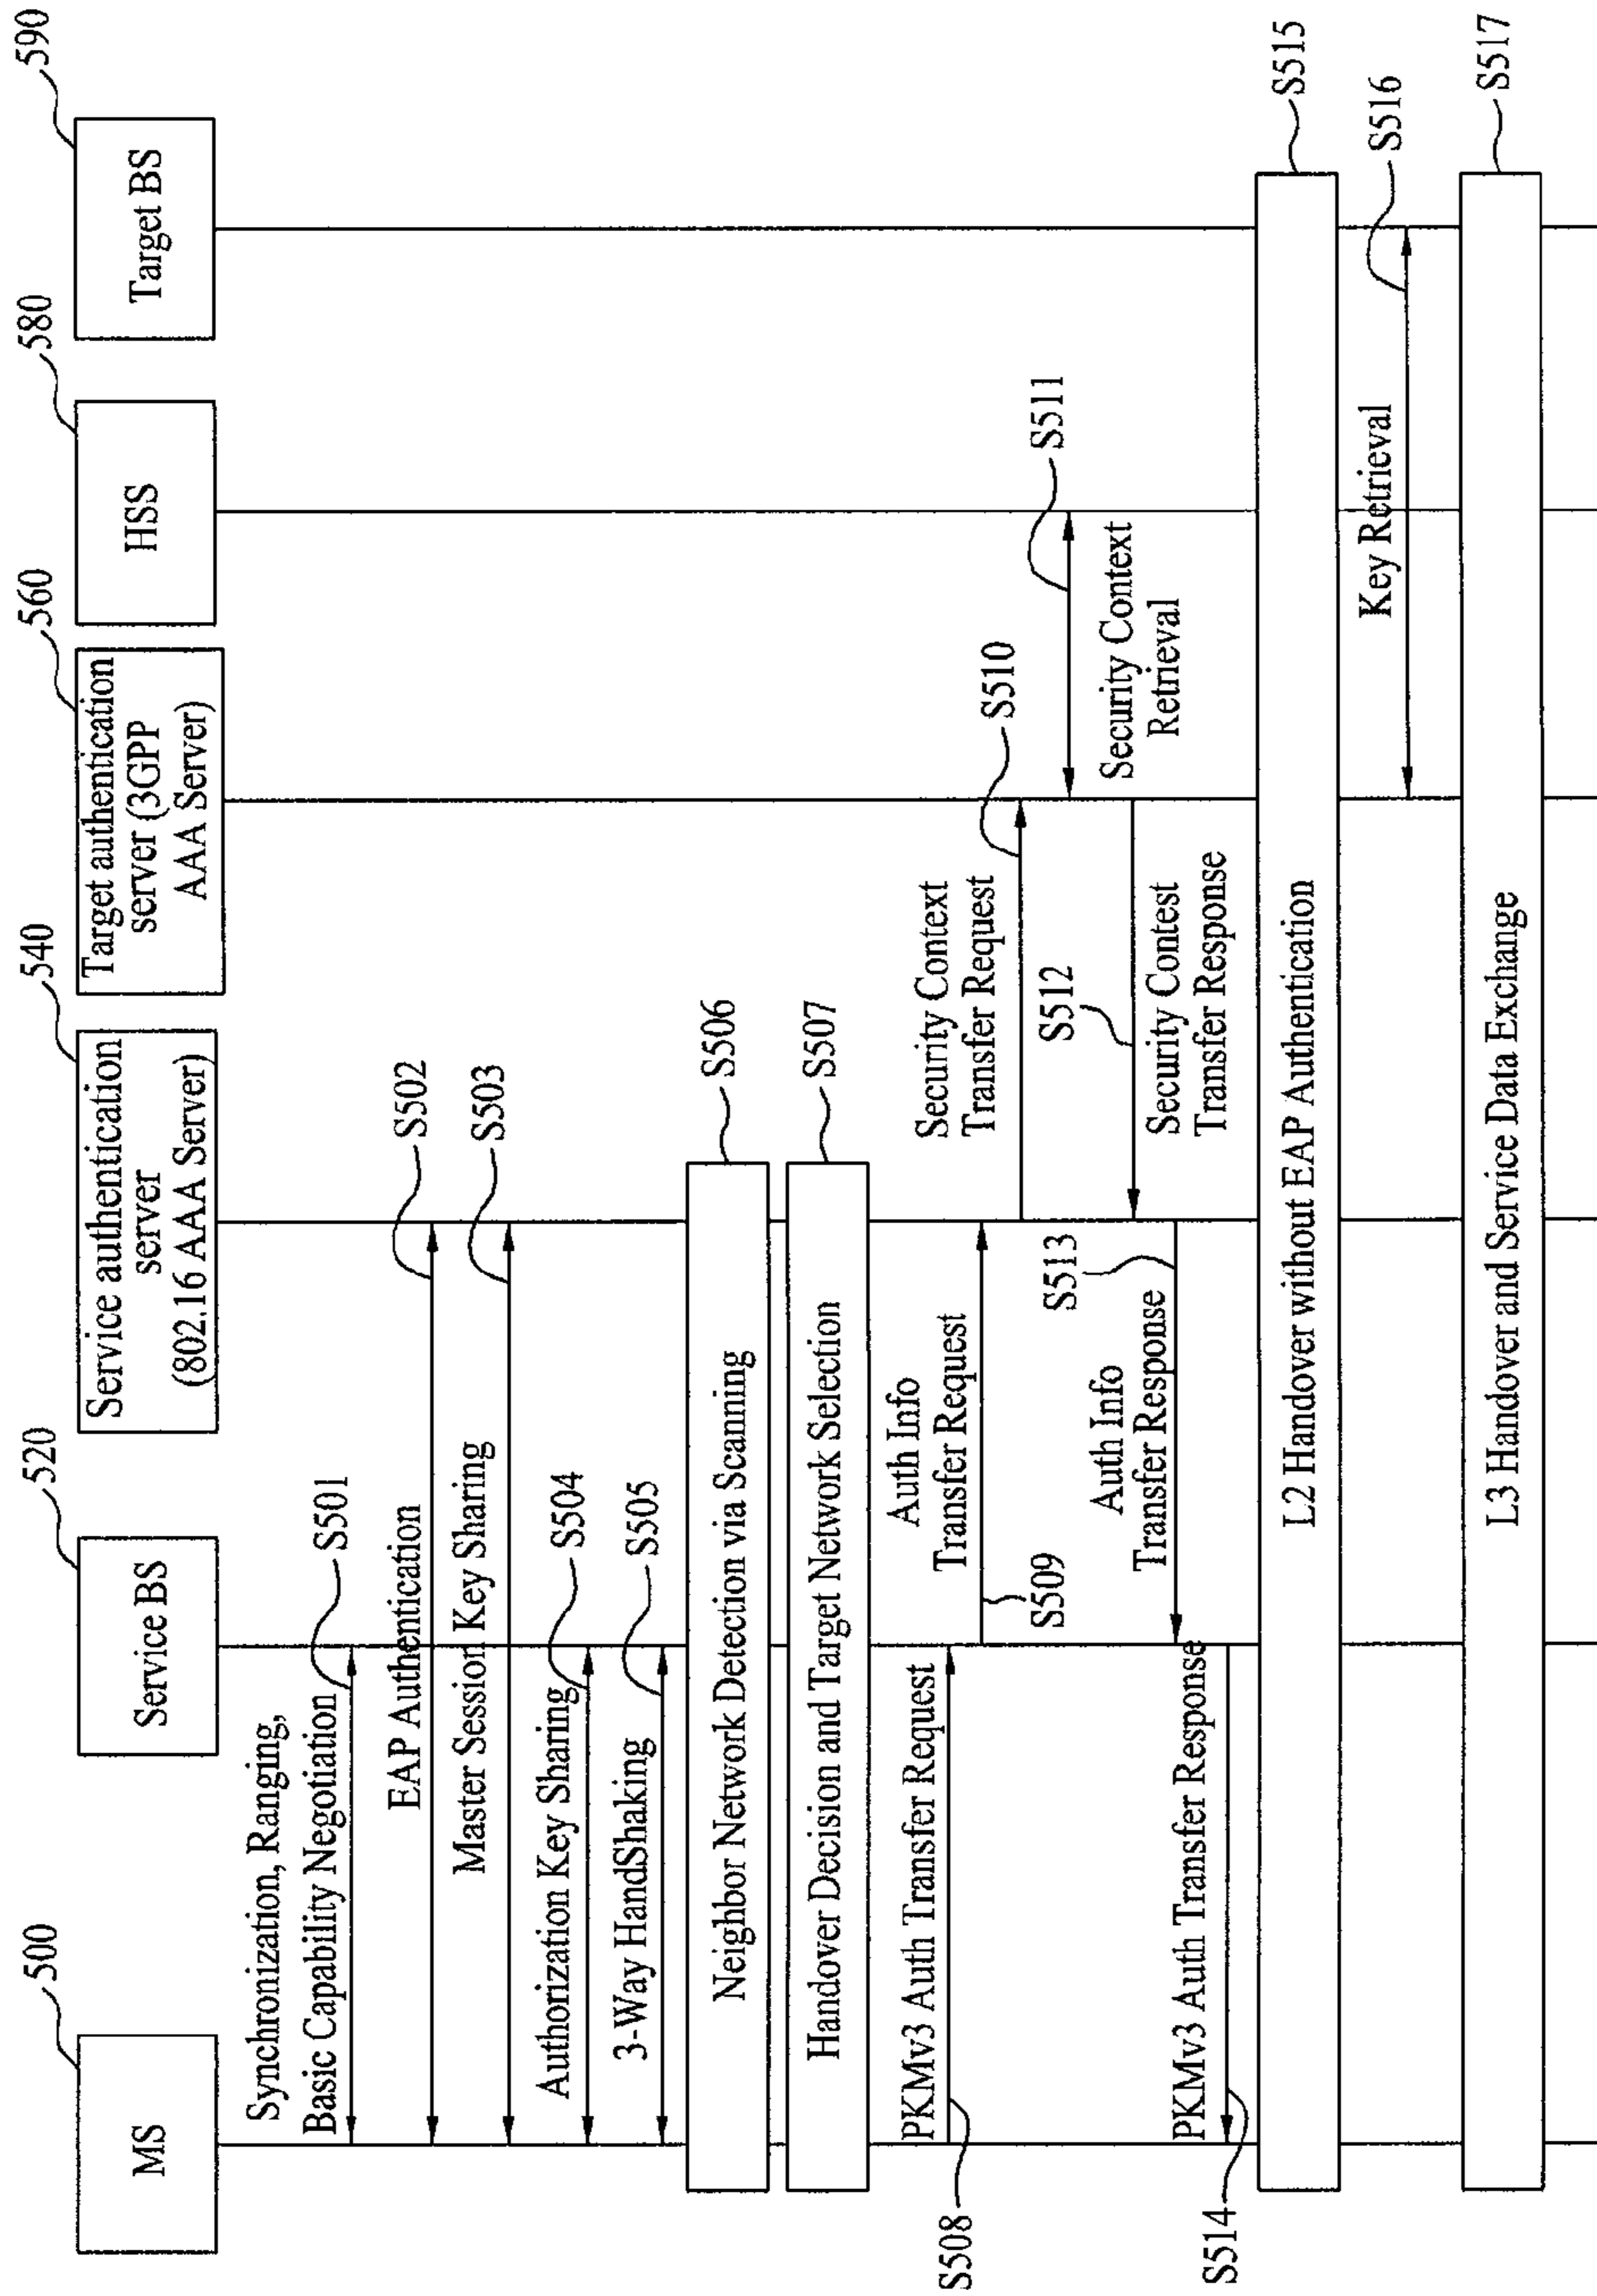 500
MS
520
Service BS
540
Service authentication
server
(802.16 AAA Server)
560
Target authentication
server (3GPP
AAA Server)
580
HSS
590
Target BS
Synchronization, Ranging,
Basic Capability Negotiation
S501
EAP Authentication
S502
Master Session Key Sharing
S503
Authorization Key Sharing
S504
3-Way HandShaking
S505
Neighbor Network Detection via Scanning
S506
Handover Decision and Target Network Selection
S507
PKMv3 Auth Transfer Request
S508
Auth Info
Transfer Request
S509
Security Context
Transfer Request
S510
S511
Security Context
Retrieval
S512
Security Contest
Transfer Response
S513
Auth Info
Transfer Response
PKMv3 Auth Transfer Response
S514
L2 Handover without EAP Authentication
S515
Key Retrieval
S516
L3 Handover and Service Data Exchange
S517